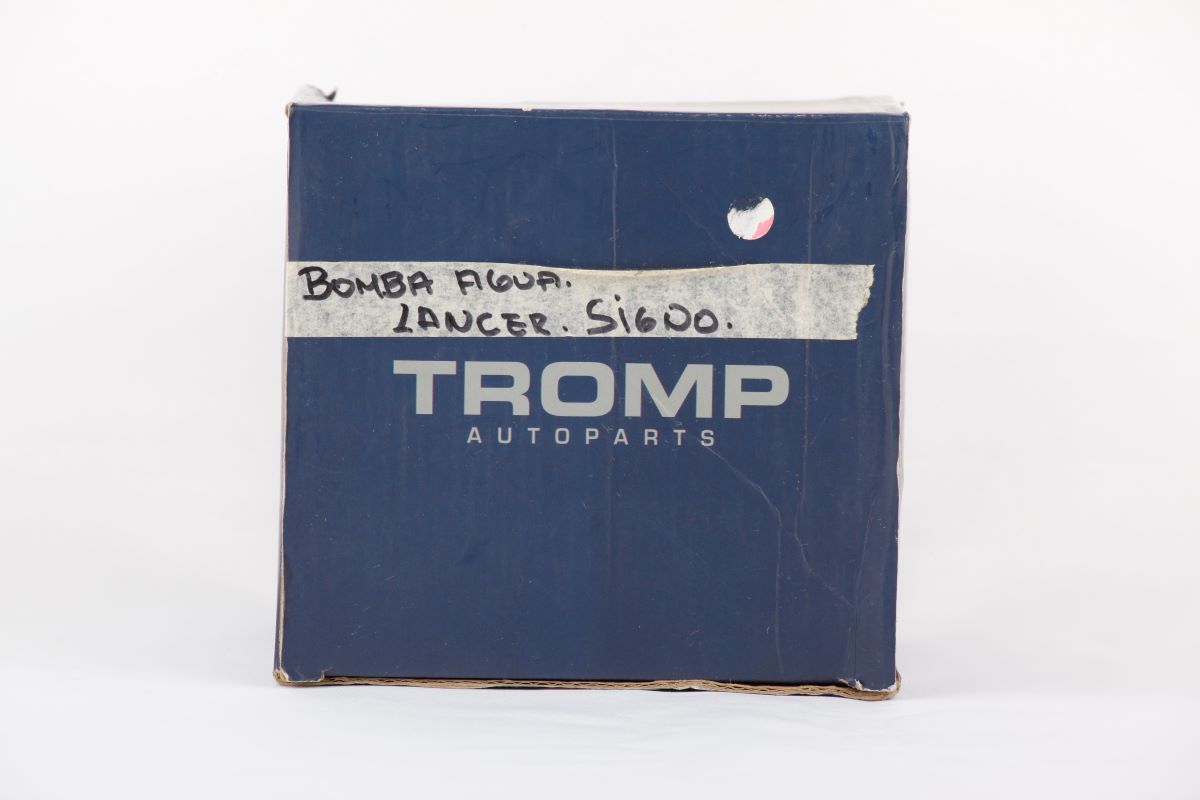 BOMBA AGUA.
LANCER. SiGNO.
TROMP
AUTOPARTS